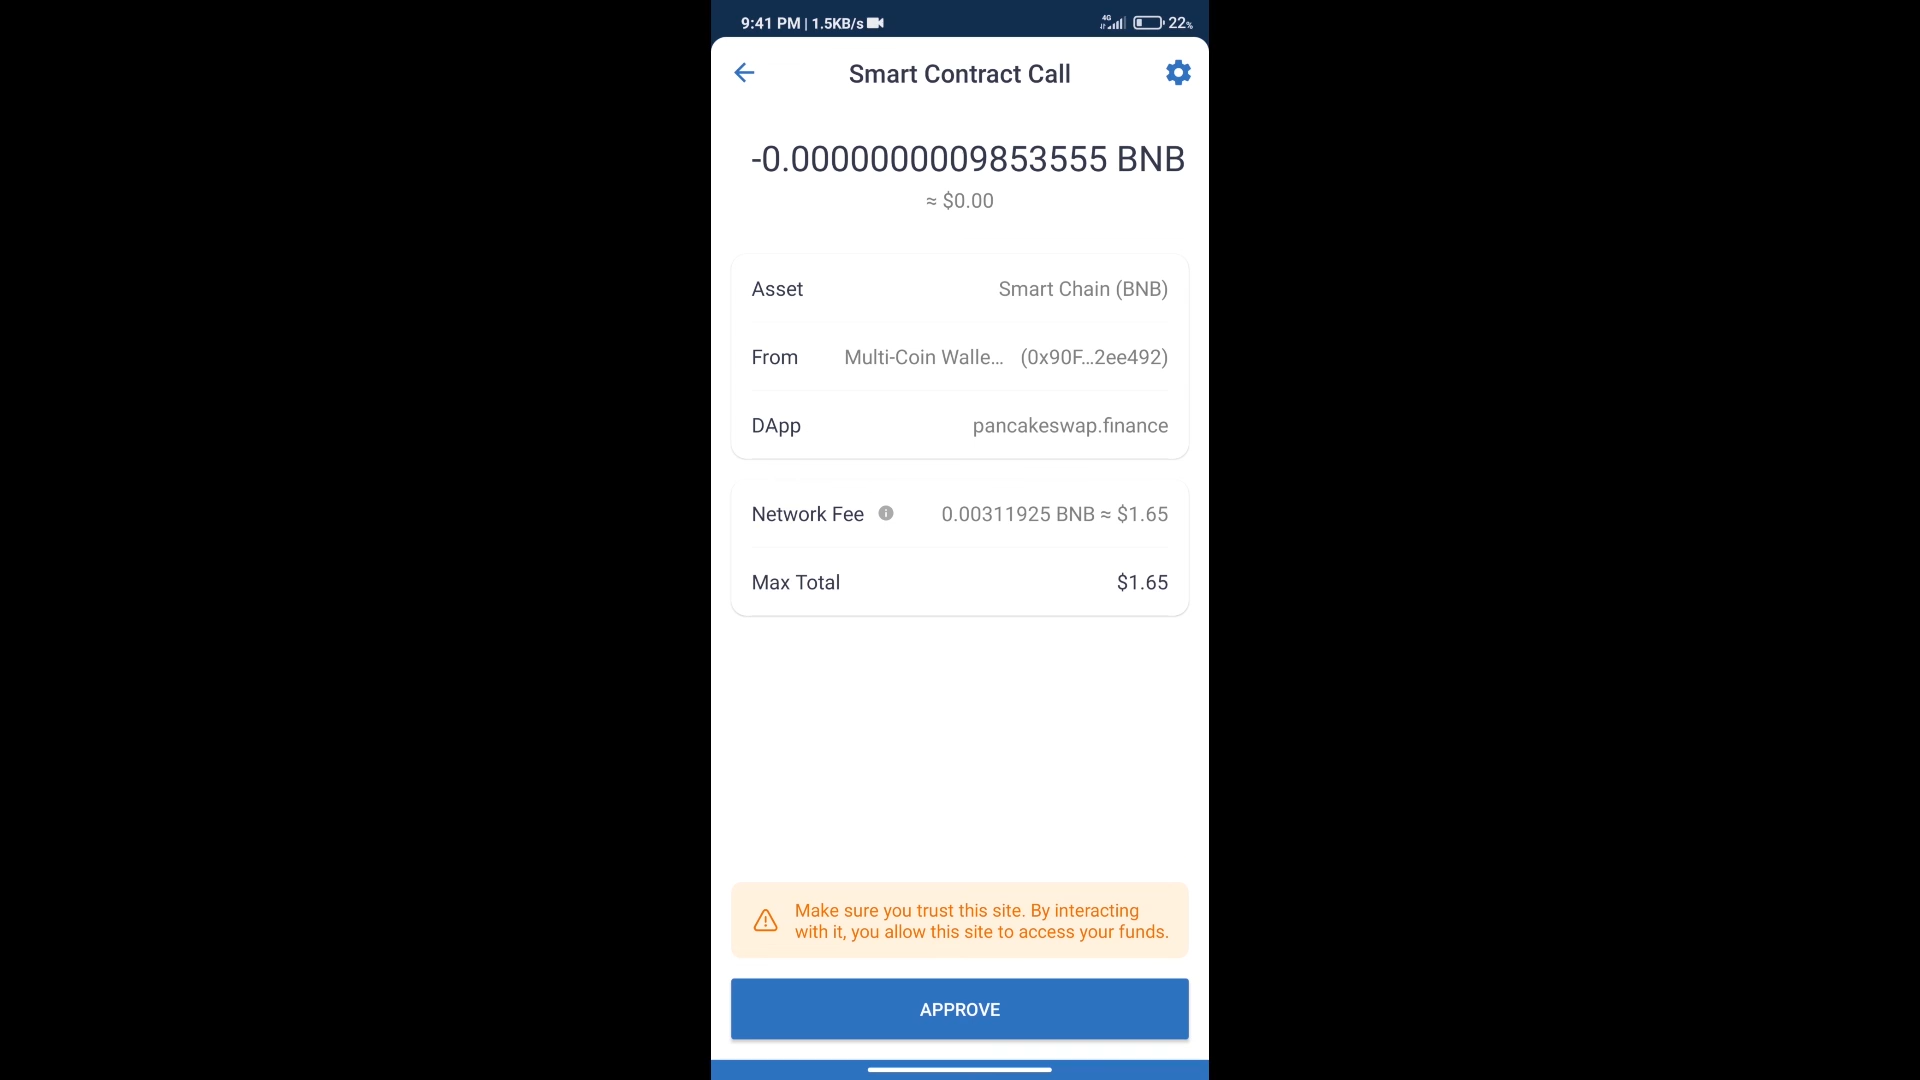 9:41 PM | 1.5KB/s 4G 22%
Smart Contract Call
-0.0000000009853555 BNB
≈ $0.00
Asset Smart Chain (BNB)
From Multi-Coin Walle... (0x90F...2ee492)
DApp pancakeswap.finance
Network Fee 0.00311925 BNB ≈ $1.65
Max Total $1.65
Make sure you trust this site. By interacting
with it, you allow this site to access your funds.
APPROVE